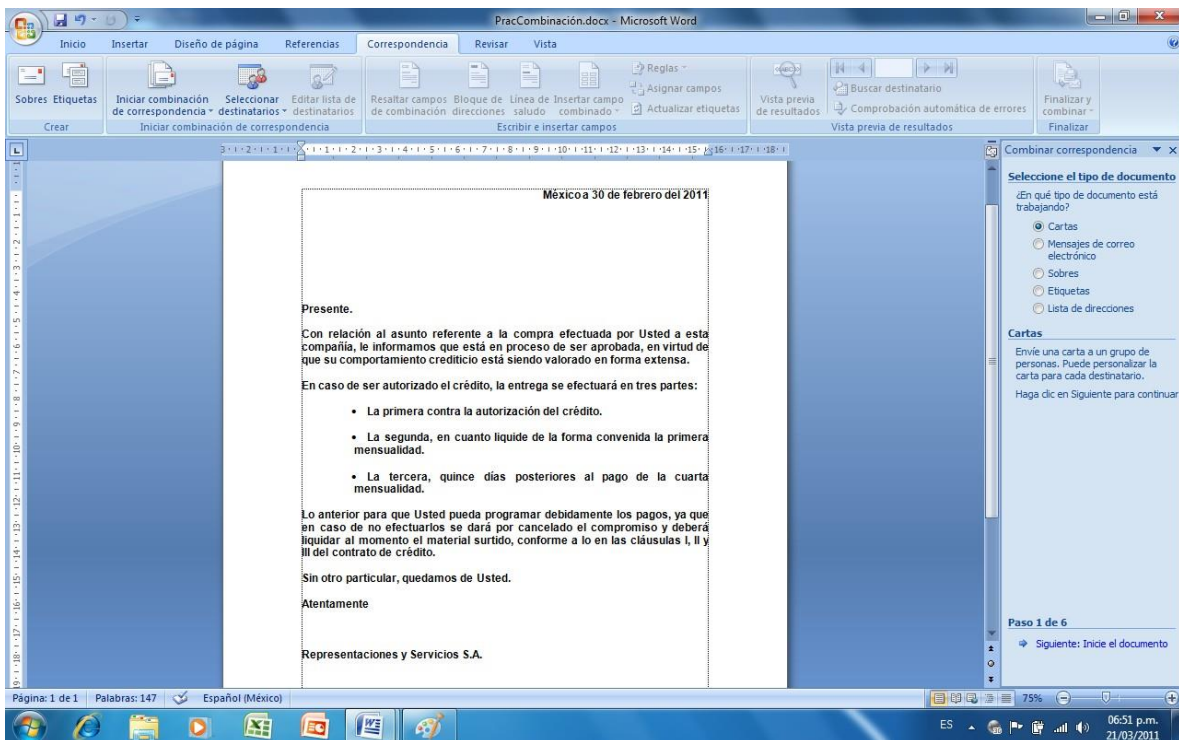 PracCombinación.docx - Microsoft Word
Inicio Insertar Diseño de página Referencias Correspondencia Revisar Vista
Sobres Etiquetas
Crear
Iniciar combinación de correspondencia
Seleccionar destinatarios
Editar lista de destinatarios
Iniciar combinación de correspondencia
Resaltar campos de combinación
Bloque de direcciones
Línea de saludo
Insertar campo combinado
Reglas
Asignar campos
Actualizar etiquetas
Escribir e insertar campos
Vista previa de resultados
Buscar destinatario
Comprobación automática de errores
Vista previa de resultados
Finalizar y combinar
Finalizar
México a 30 de febrero del 2011
Presente.
Con relación al asunto referente a la compra efectuada por Usted a esta
compañía, le informamos que está en proceso de ser aprobada, en virtud de
que su comportamiento crediticio está siendo valorado en forma extensa.
En caso de ser autorizado el crédito, la entrega se efectuará en tres partes:
• La primera contra la autorización del crédito.
• La segunda, en cuanto liquide de la forma convenida la primera
mensualidad.
• La tercera, quince días posteriores al pago de la cuarta
mensualidad.
Lo anterior para que Usted pueda programar debidamente los pagos, ya que
en caso de no efectuarlos se dará por cancelado el compromiso y deberá
liquidar al momento el material surtido, conforme a lo en las cláusulas I, II y
III del contrato de crédito.
Sin otro particular, quedamos de Usted.
Atentamente
Representaciones y Servicios S.A.
Combinar correspondencia
Seleccione el tipo de documento
¿En qué tipo de documento está
trabajando?
Cartas
Mensajes de correo
electrónico
Sobres
Etiquetas
Lista de direcciones
Cartas
Envíe una carta a un grupo de
personas. Puede personalizar la
carta para cada destinatario.
Haga clic en Siguiente para continuar
Paso 1 de 6
Siguiente: Inicie el documento
Página: 1 de 1 Palabras: 147 Español (México) 75%
ES 06:51 p.m.
21/03/2011